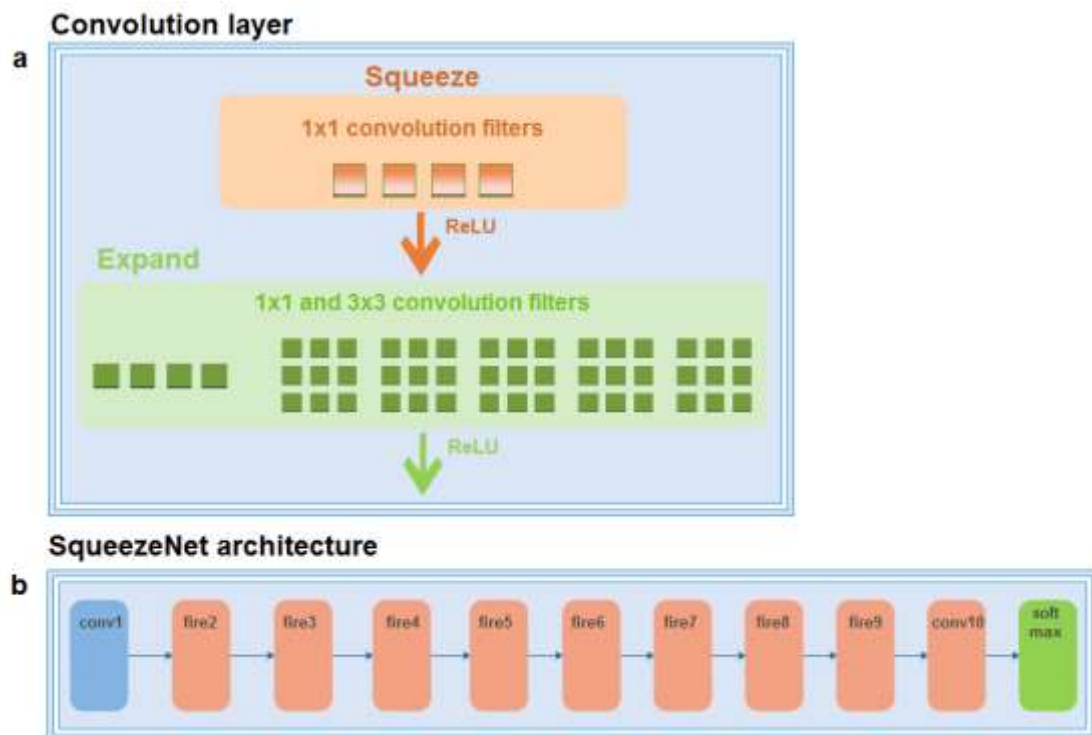 Convolution layer
a
Squeeze
1x1 convolution filters
ReLU
Expand
1x1 and 3x3 convolution filters
ReLU
SqueezeNet architecture
b
conv1
fire2
fire3
fire4
fire5
fire6
fire7
fire8
fire9
conv10
soft
max